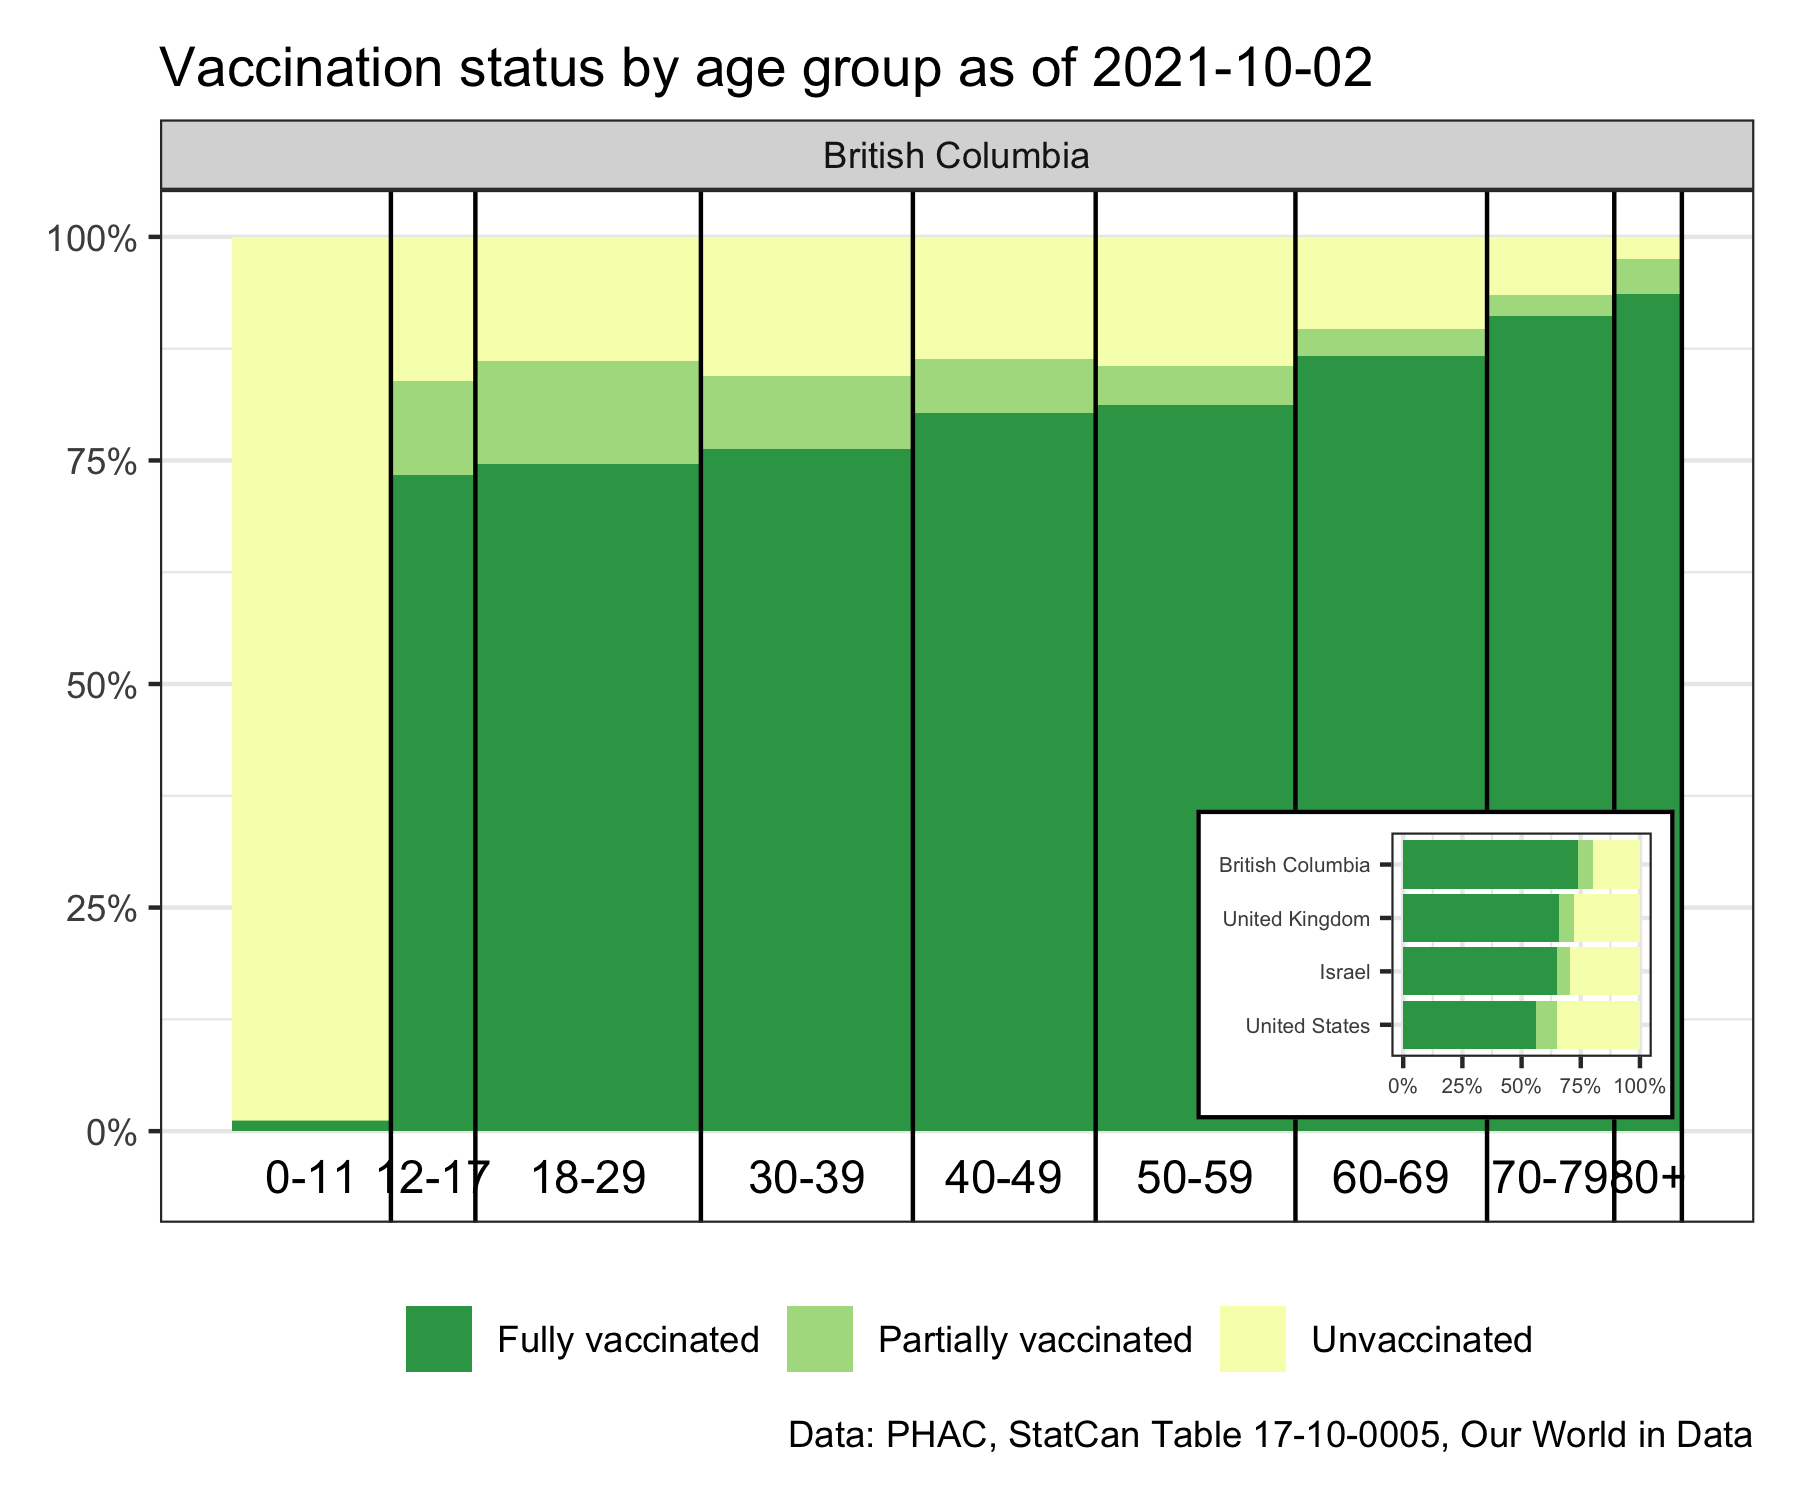 Vaccination status by age group as of 2021-10-02
British Columbia
100%
75%
50%
25%
0%
British Columbia
United Kingdom
Israel
United States
0% 25% 50% 75% 100%
0-11 12-17 18-29 30-39 40-49 50-59 60-69 70-79 80+
Fully vaccinated Partially vaccinated Unvaccinated
Data: PHAC, StatCan Table 17-10-0005, Our World in Data